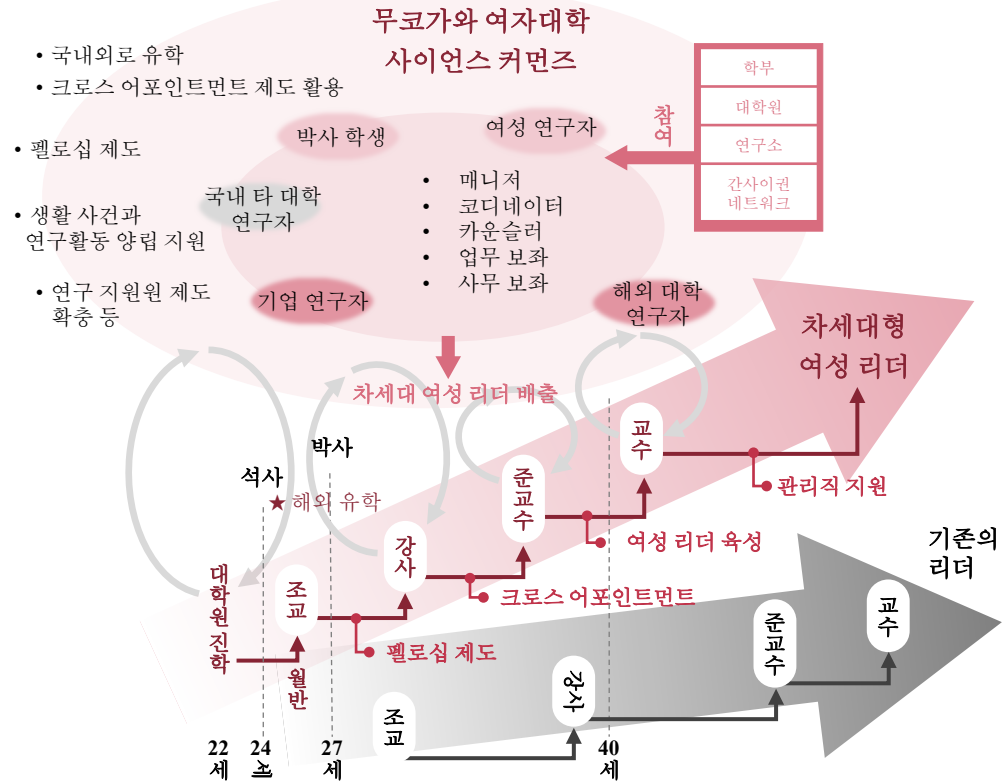 무코가와 여자대학
사이언스 커먼즈
• 국내외로 유학
• 크로스 어포인트먼트 제도 활용
• 펠로십 제도
• 생활 사건과
연구활동 양립 지원
• 연구 지원원 제도
확충 등
박사 학생
여성 연구자
국내 타 대학
연구자
기업 연구자
해외 대학
연구자
• 매니저
• 코디네이터
• 카운슬러
• 업무 보좌
• 사무 보좌
참여
학부
대학원
연구소
간사이권
네트워크
차세대 여성 리더 배출
차세대형
여성 리더
박사
석사
★ 해외 유학
대학원 진학
월반
조교
강사
준교수
교수
펠로십 제도
크로스 어포인트먼트
여성 리더 육성
관리직 지원
기존의
리더
조교
강사
준교수
교수
22
세
24
세
27
세
40
세